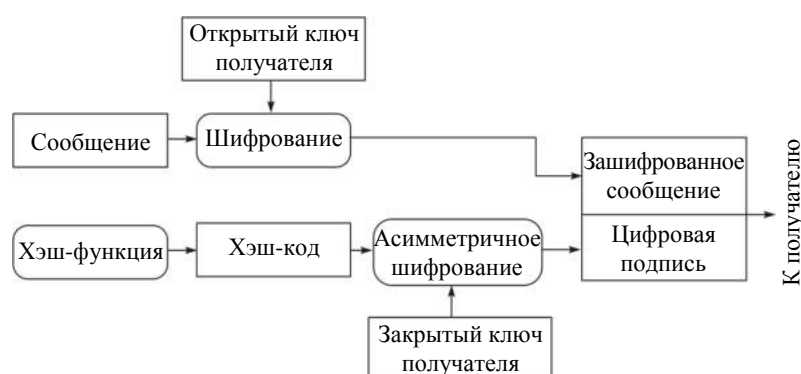 Открытый ключ
получателя
Сообщение
Шифрование
Зашифрованное
сообщение
Хэш-функция
Хэш-код
Асимметричное
шифрование
Цифровая
подпись
Закрытый ключ
получателя
К получателю